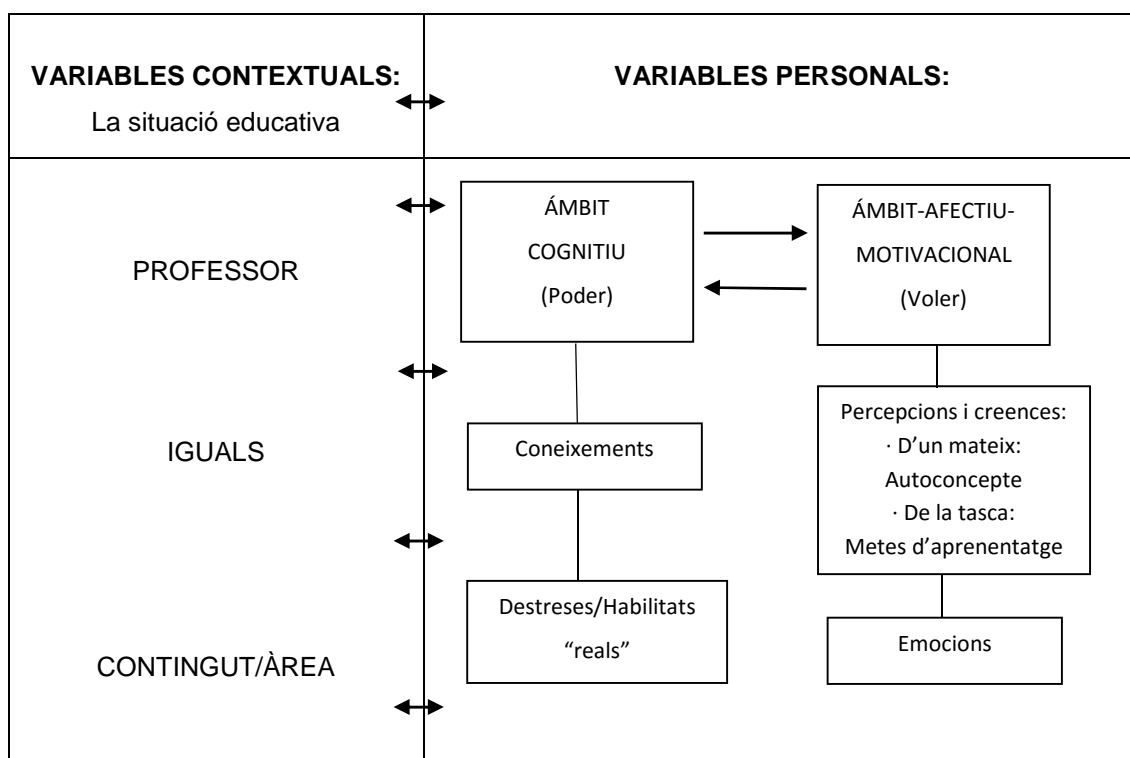 VARIABLES CONTEXTUALS:
La situació educativa
VARIABLES PERSONALS:
PROFESSOR
IGUALS
CONTINGUT/ÀREA
ÁMBIT
COGNITIU
(Poder)
Coneixements
Destreses/Habilitats
“reals”
ÁMBIT-AFECTIU-
MOTIVACIONAL
(Voler)
Percepcions i creences:
· D’un mateix:
Autoconcepte
· De la tasca:
Metes d’aprenentatge
Emocions